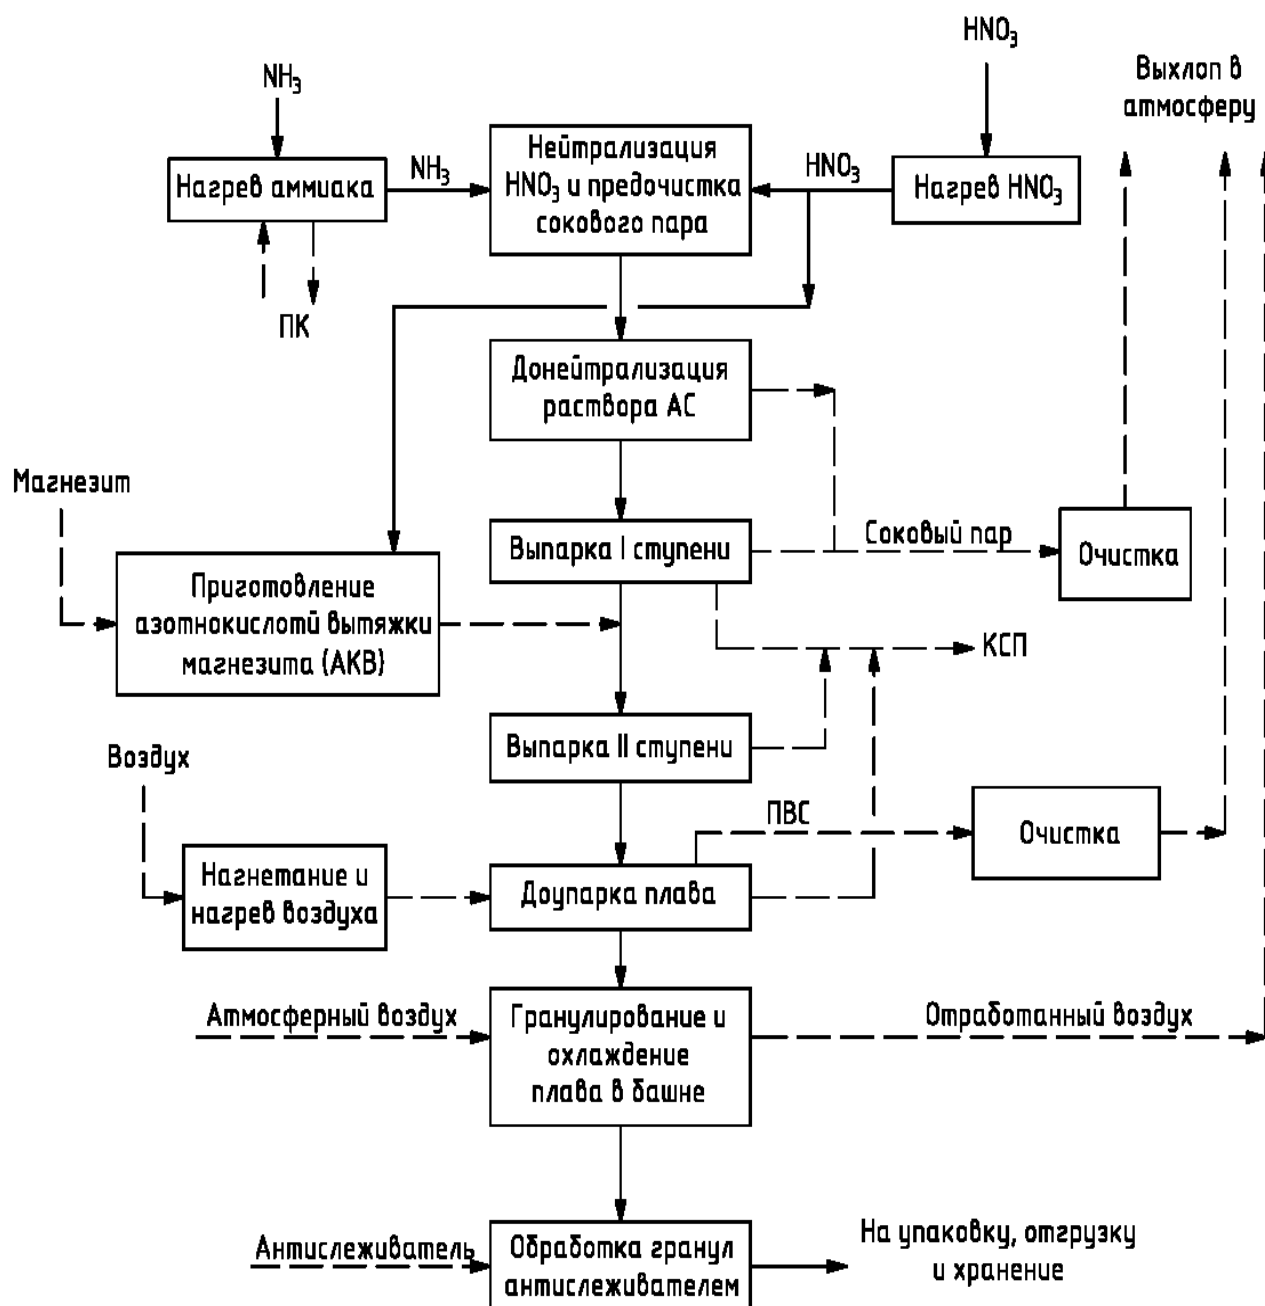 HNO₃
Выхлоп в
атмосферу
NH₃
Нагрев аммиака
NH₃
Нейтрализация
HNO₃ и предочистка
сокового пара
HNO₃
Нагрев HNO₃
ПК
Донейтрализация
раствора АС
Магнезит
Выпарка I ступени
Соковый пар
Очистка
Приготовление
азотнокислотй вытяжки
магнезита (АКВ)
КСП
Выпарка II ступени
Воздух
ПВС
Очистка
Нагнетание и
нагрев воздуха
Доупарка плава
Атмосферный воздух
Гранулирование и
охлаждение
плава в башне
Отработанный воздух
Антислеживатель
Обработка гранул
антислеживателем
На упаковку, отгрузку
и хранение